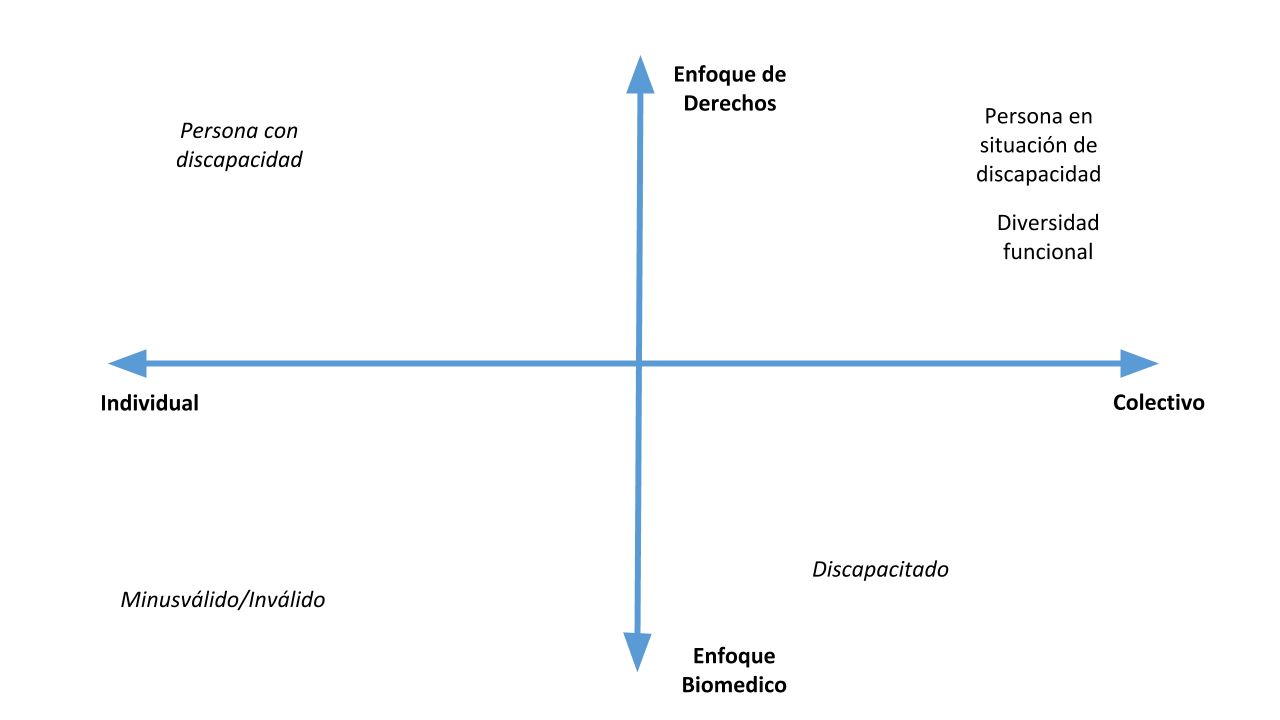 Enfoque de
Derechos
Persona con
discapacidad
Persona en
situación de
discapacidad
Diversidad
funcional
Individual
Colectivo
Discapacitado
Minusválido/Inválido
Enfoque
Biomedico